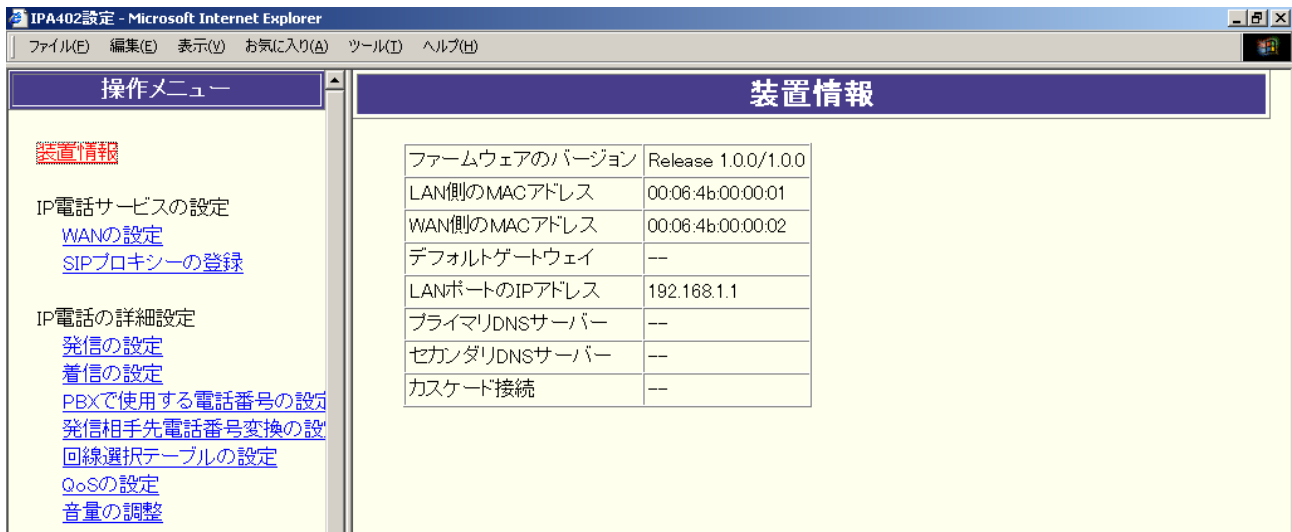 IPA402設定 - Microsoft Internet Explorer
ファイル(F) 編集(E) 表示(V) お気に入り(A) ツール(T) ヘルプ(H)
操作メニュー
装置情報
IP電話サービスの設定
WANの設定
SIPプロキシーの登録
IP電話の詳細設定
発信の設定
着信の設定
PBXで使用する電話番号の設定
発信相手先電話番号変換の設
回線選択テーブルの設定
QoSの設定
音量の調整
装置情報
ファームウェアのバージョン Release 1.0.0/1.0.0
LAN側のMACアドレス 00:06:4b:00:00:01
WAN側のMACアドレス 00:06:4b:00:00:02
デフォルトゲートウェイ --
LANポートのIPアドレス 192.168.1.1
プライマリDNSサーバー --
セカンダリDNSサーバー --
カスケード接続 --